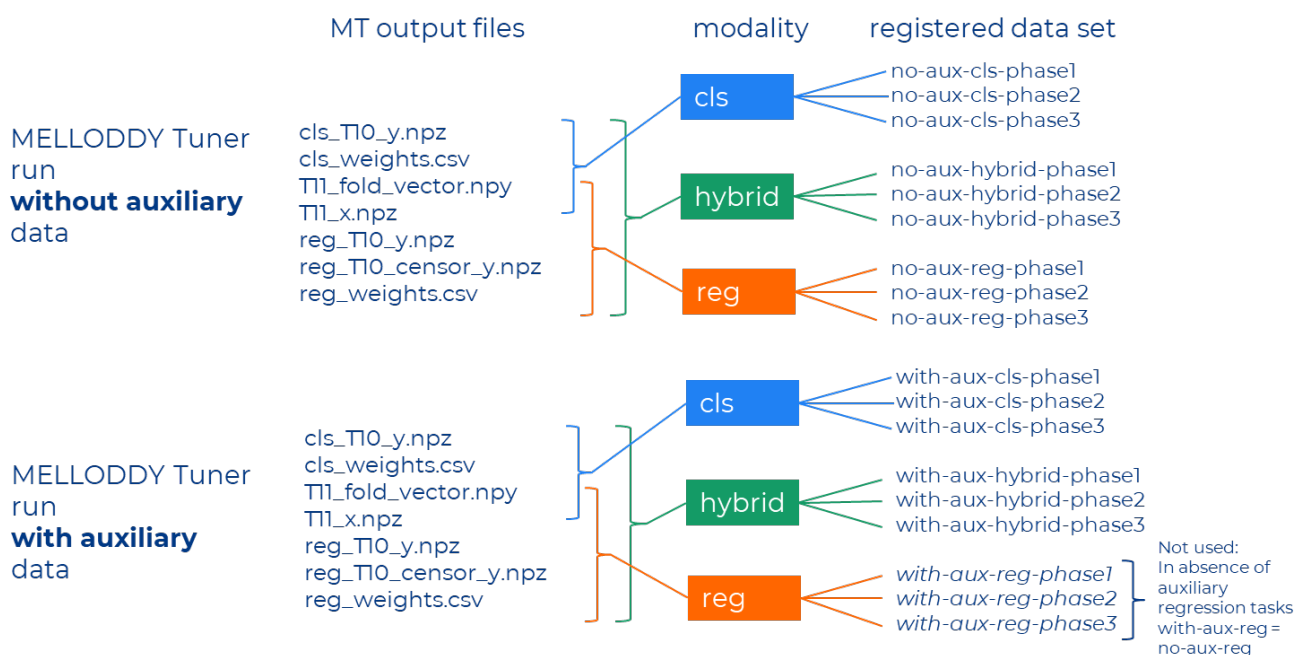 MT output files
modality
registered data set
MELLODDY Tuner
run
without auxiliary
data
cls_T10_y.npz
cls_weights.csv
T11_fold_vector.npy
T11_x.npz
reg_T10_y.npz
reg_T10_censor_y.npz
reg_weights.csv
cls
no-aux-cls-phase1
no-aux-cls-phase2
no-aux-cls-phase3
hybrid
no-aux-hybrid-phase1
no-aux-hybrid-phase2
no-aux-hybrid-phase3
reg
no-aux-reg-phase1
no-aux-reg-phase2
no-aux-reg-phase3
MELLODDY Tuner
run
with auxiliary
data
cls_T10_y.npz
cls_weights.csv
T11_fold_vector.npy
T11_x.npz
reg_T10_y.npz
reg_T10_censor_y.npz
reg_weights.csv
cls
with-aux-cls-phase1
with-aux-cls-phase2
with-aux-cls-phase3
hybrid
with-aux-hybrid-phase1
with-aux-hybrid-phase2
with-aux-hybrid-phase3
reg
with-aux-reg-phase1
with-aux-reg-phase2
with-aux-reg-phase3
Not used:
In absence of
auxiliary
regression tasks
with-aux-reg =
no-aux-reg